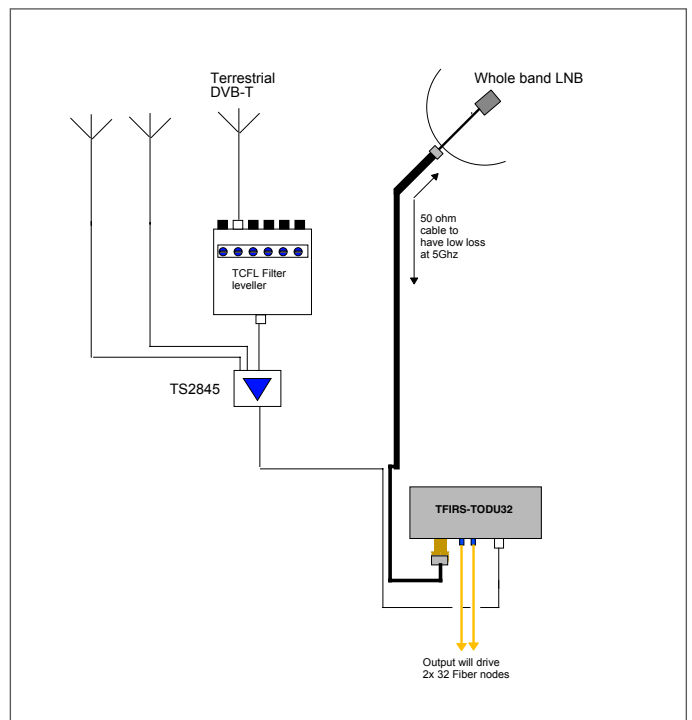 Terrestrial
DVB-T
Whole band LNB
50 ohm
cable to
have low loss
at 5Ghz
TCFL Filter
leveller
TS2845
TFIRS-TODU32
Output will drive
2x 32 Fiber nodes